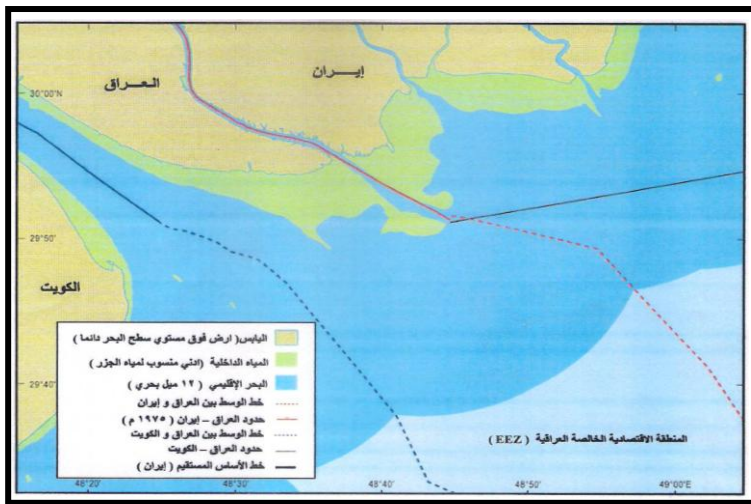 إيـــران
العـراق
30°00'
29°50'
الكويت
29°40'
اليابس( ارض فوق مستوي سطح البحر دائما )
المياه الداخلية (ادني منسوب لمياه الجزر )
البحر الإقليمي ( ١٢ ميل بحري )
خط الوسط بين العراق و إيران
حدود العراق – إيران ( ١٩٧٥ م )
خط الوسط بين العراق و الكويت
حدود العراق – الكويت
خط الأساس المستقيم ( إيران )
المنطقة الاقتصادية الخالصة العراقية ( EEZ )
48°20'
48°30'
48°40'
48°50'
49°00'E